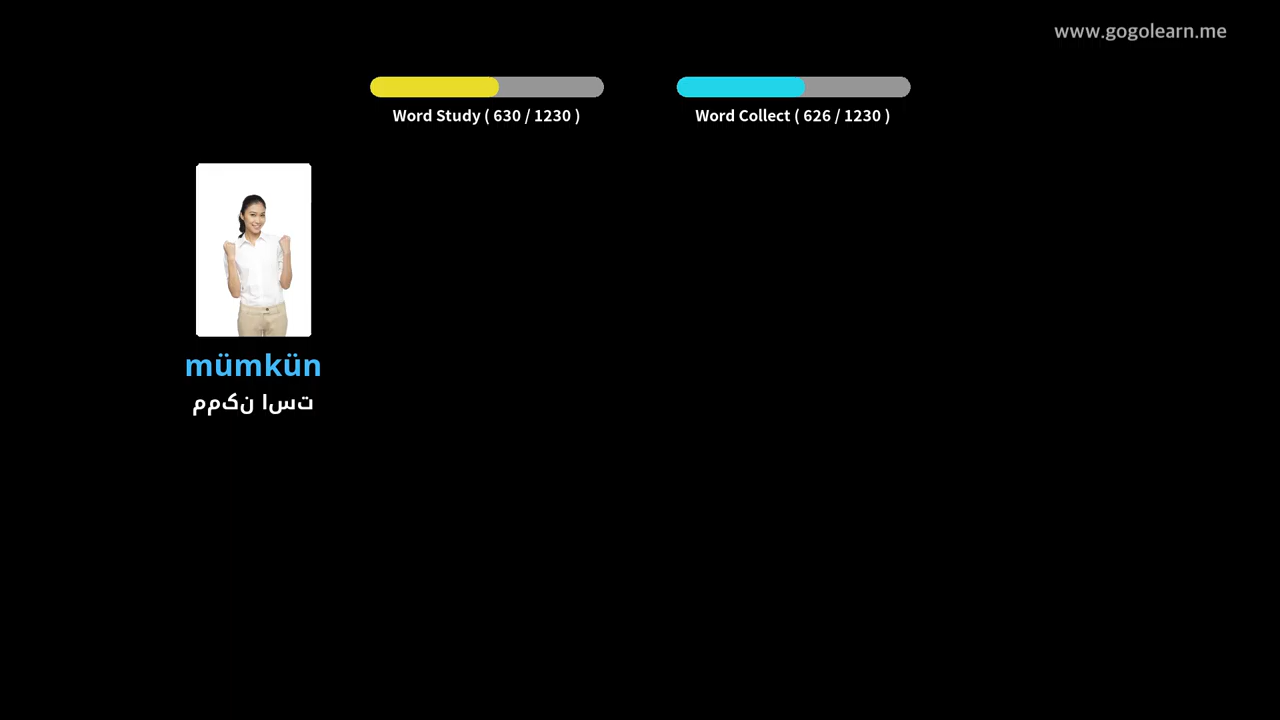 www.gogolearn.me
Word Study ( 630 / 1230 )
Word Collect ( 626 / 1230 )
mümkün
ممکن است